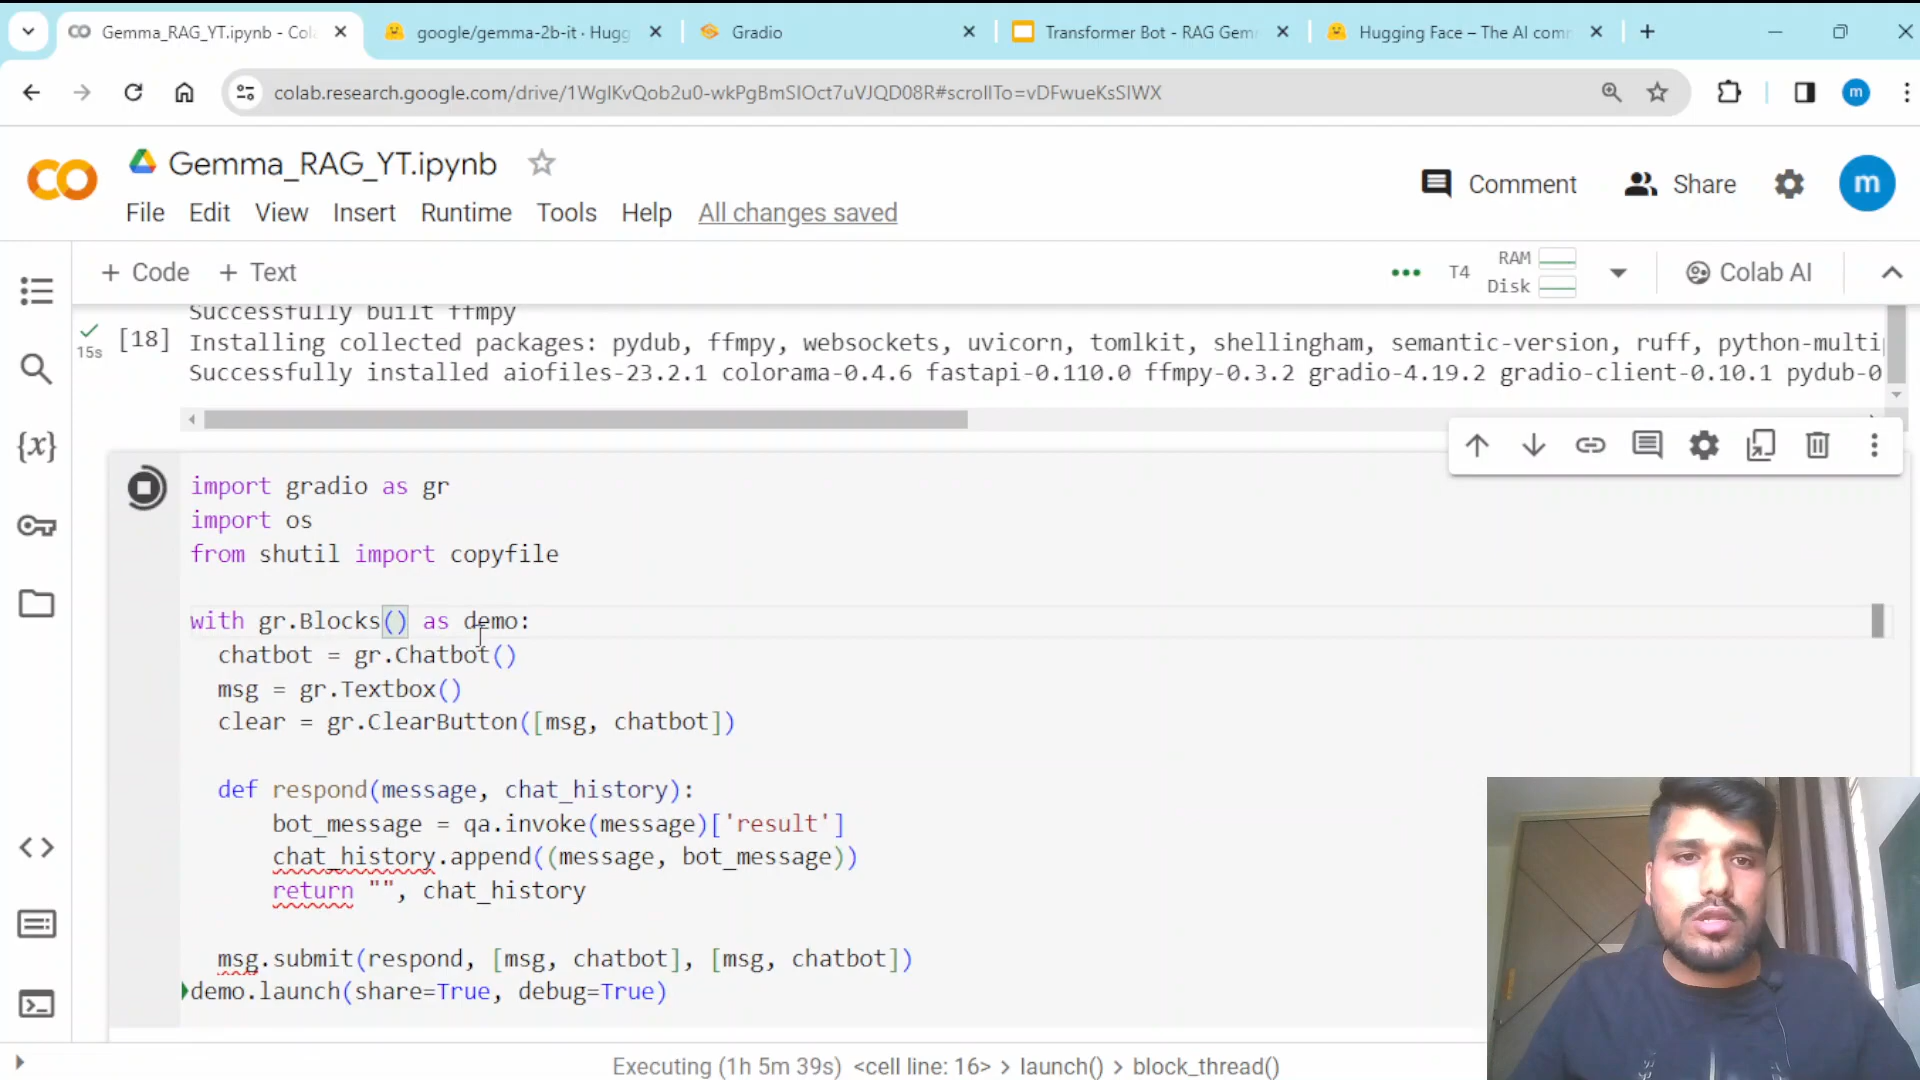 Gemma_RAG_YT.ipynb - Col
google/gemma-2b-it · Hugg
Gradio
Transformer Bot - RAG Gem
Hugging Face – The AI com
colab.research.google.com/drive/1WglKvQob2u0-wkPgBmSIOct7uVJQD08R#scrollTo=vDFwueKsSIWX
m
Gemma_RAG_YT.ipynb
Comment
Share
m
File Edit View Insert Runtime Tools Help All changes saved
+ Code + Text
T4
RAM
Disk
Colab AI
Successfully built ffmpy
15s
[18]
Installing collected packages: pydub, ffmpy, websockets, uvicorn, tomlkit, shellingham, semantic-version, ruff, python-multi
Successfully installed aiofiles-23.2.1 colorama-0.4.6 fastapi-0.110.0 ffmpy-0.3.2 gradio-4.19.2 gradio-client-0.10.1 pydub-0
{x}
import gradio as gr
import os
from shutil import copyfile
with gr.Blocks() as demo:
chatbot = gr.Chatbot()
msg = gr.Textbox()
clear = gr.ClearButton([msg, chatbot])
def respond(message, chat_history):
bot_message = qa.invoke(message)['result']
chat_history.append((message, bot_message))
return "", chat_history
msg.submit(respond, [msg, chatbot], [msg, chatbot])
demo.launch(share=True, debug=True)
Executing (1h 5m 39s) <cell line: 16> > launch() > block_thread()